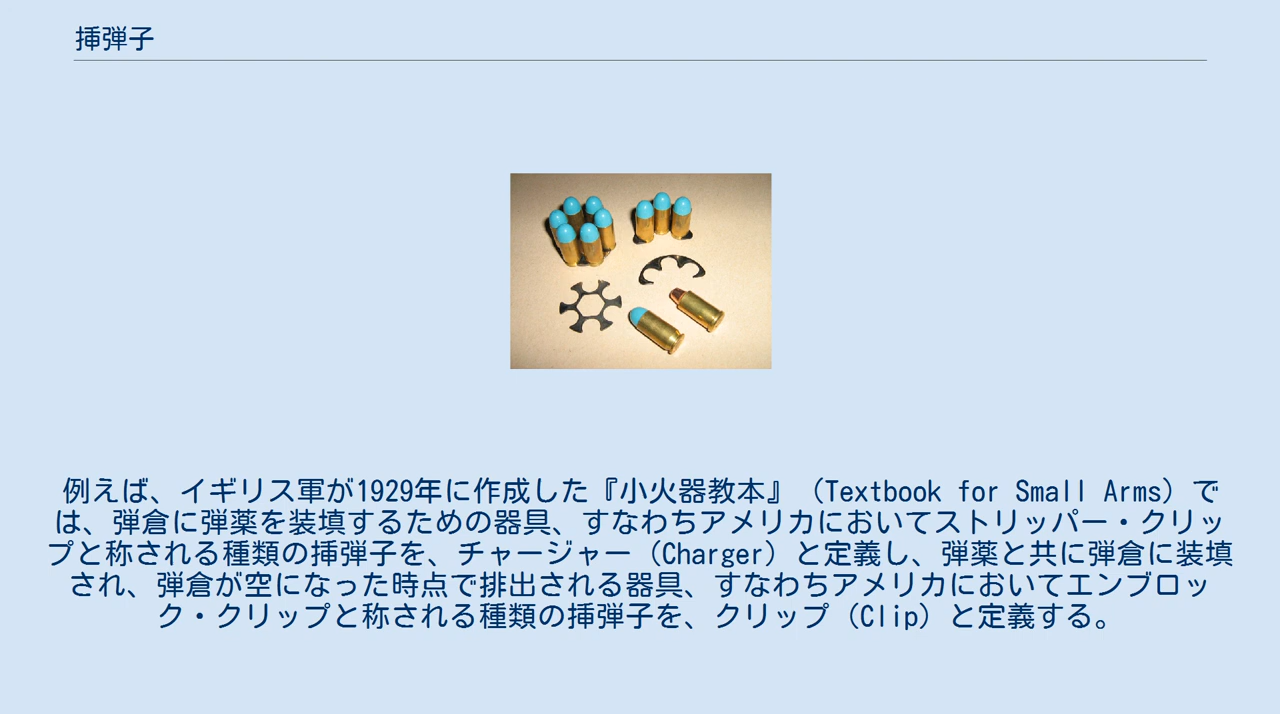 挿弾子
例えば、イギリス軍が1929年に作成した『小火器教本』（Textbook for Small Arms）で
は、弾倉に弾薬を装填するための器具、すなわちアメリカにおいてストリッパー・クリッ
プと称される種類の挿弾子を、チャージャー（Charger）と定義し、弾薬と共に弾倉に装填
され、弾倉が空になった時点で排出される器具、すなわちアメリカにおいてエンブロッ
ク・クリップと称される種類の挿弾子を、クリップ（Clip）と定義する。